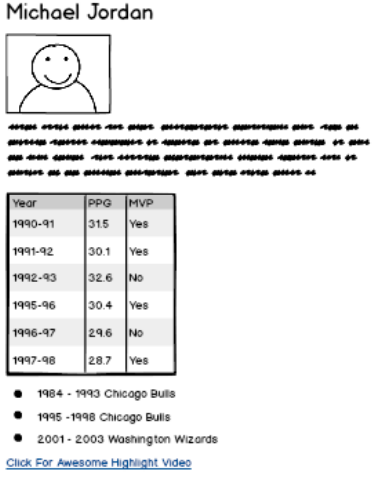 Michael Jordan
Year PPG MVP
1990-91 31.5 Yes
1991-92 30.1 Yes
1992-93 32.6 No
1995-96 30.4 Yes
1996-97 29.6 No
1997-98 28.7 Yes
1984 - 1993 Chicago Bulls
1995 -1998 Chicago Bulls
2001 - 2003 Washington Wizards
Click For Awesome Highlight Video